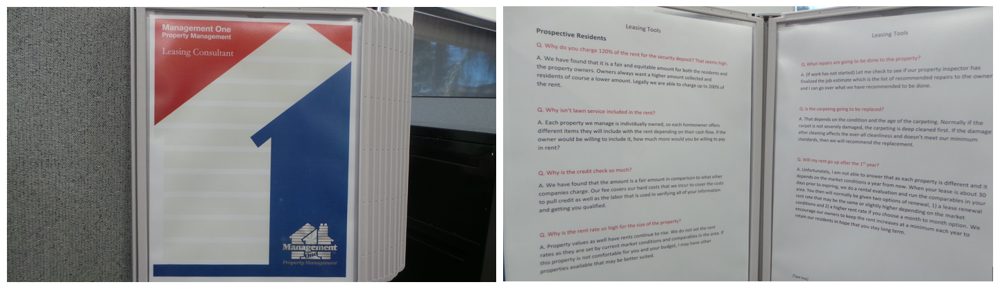 Management One
Property Management
Leasing Consultant
Management
One
Property Management
Leasing Tools
Prospective Residents
Q. Why do you charge 120% of the rent for the security deposit? That seems high.
A. We have found that it is a fair and equitable amount for both the residents and
the property owners. Owners always want a higher amount collected and
residents of course a lower amount. Legally we are able to charge up to 200% of
the rent.
Q. Why isn't lawn service included in the rent?
A. Each property we manage is individually owned, so each homeowner offers
different items they will include with the rent depending on their cash flow. If the
owner would be willing to include it, how much more would you be willing to pay
in rent?
Q. Why is the credit check so much?
A. We have found that the amount is a fair amount in comparison to what other
companies charge. Our fee covers our hard costs that we incur to cover the costs
to pull credit as well as the labor that is used in verifying all of your information
and getting you qualified.
Q. Why is the rent rate so high for the size of the property?
A. Property values as well have rents continue to rise. We do not set the rent
rates as they are set by current market conditions and comparables in the area. If
this property is not comfortable for you and your budget, I may have other
properties available that may be better suited.
Leasing Tools
Q. What repairs are going to be done to the property?
A. (if work has not started) Let me check to see if our property inspector has
finalized the job estimate which is the list of recommended repairs to the owner
and I can go over what we have recommended to be done.
Q. Is the carpeting going to be replaced?
A. That depends on the condition and the age of the carpeting. Normally if the
carpet is not severely damaged, the carpeting is deep cleaned first. If the damage
after cleaning affects the over-all cleanliness and doesn't meet our minimum
standards, then we will recommend the replacement.
Q. Will my rent go up after the 1st year?
A. Unfortunately, I am not able to answer that as each property is different and it
depends on the market conditions a year from now. When your lease is about 30
days prior to expiring, we do a rental evaluation and run the comparables in your
area. You then will normally be given two options of renewal, 1) a lease renewal
rent rate that may be the same or slightly higher depending on the market
conditions and 2) a higher rent rate if you choose a month to month option. We
encourage our owners to keep the rent increases at a minimum each year to
retain our residents in hope that you stay long term.